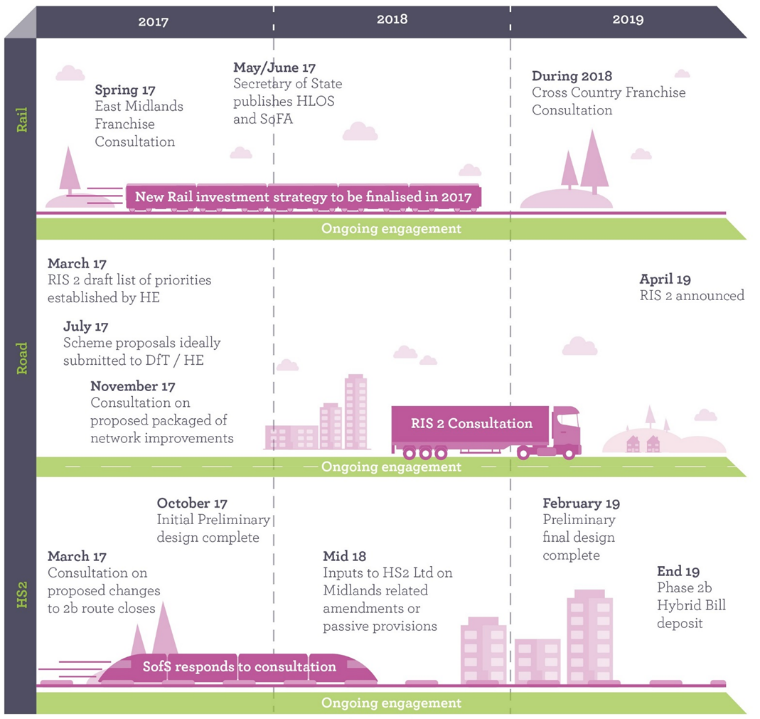 2017
2018
2019
Rail
Spring 17
East Midlands
Franchise
Consultation
May/June 17
Secretary of State
publishes HLOS
and SoFA
During 2018
Cross Country Franchise
Consultation
New Rail investment strategy to be finalised in 2017
Ongoing engagement
Road
March 17
RIS 2 draft list of priorities
established by HE
July 17
Scheme proposals ideally
submitted to DfT / HE
November 17
Consultation on
proposed packaged of
network improvements
April 19
RIS 2 announced
RIS 2 Consultation
Ongoing engagement
HS2
March 17
Consultation on
proposed changes
to 2b route closes
October 17
Initial Preliminary
design complete
Mid 18
Inputs to HS2 Ltd on
Midlands related
amendments or
passive provisions
February 19
Preliminary
final design
complete
End 19
Phase 2b
Hybrid Bill
deposit
SofS responds to consultation
Ongoing engagement